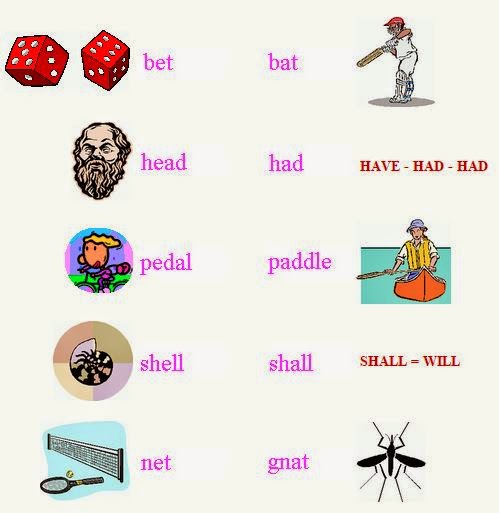 bet bat
head had HAVE - HAD - HAD
pedal paddle
shell shall SHALL = WILL
net gnat